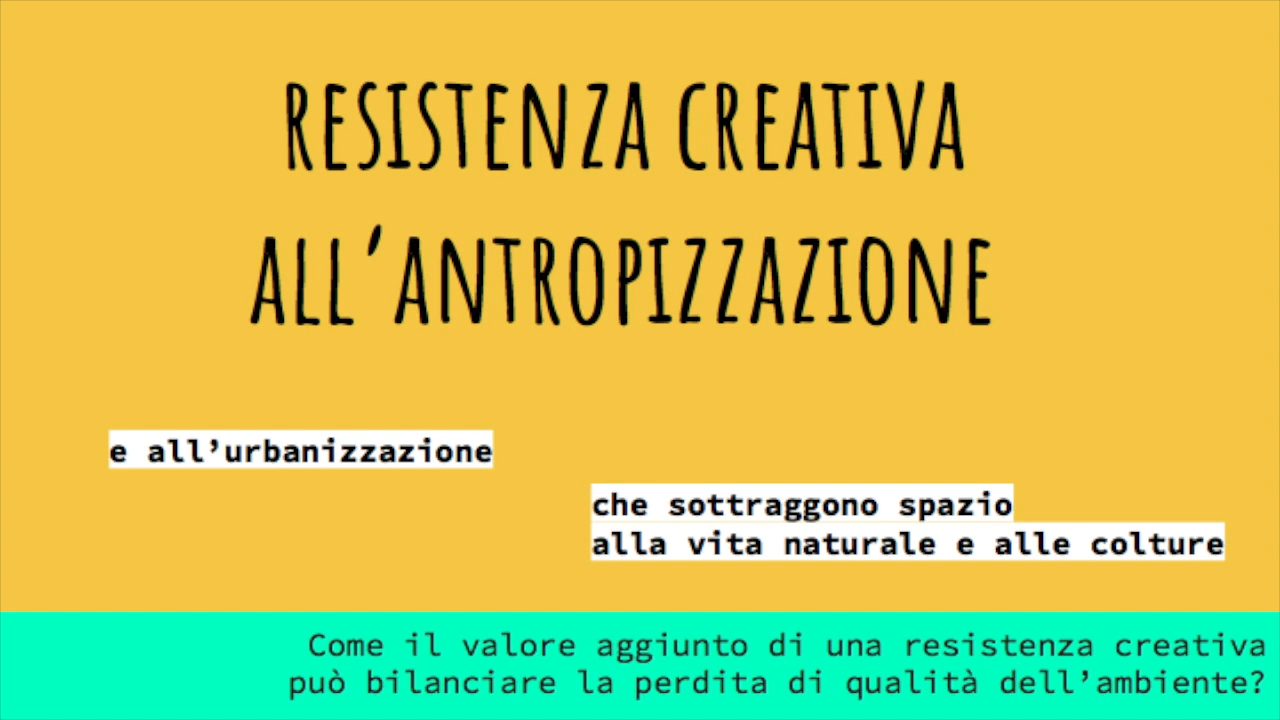 RESISTENZA CREATIVA
ALL’ANTROPIZZAZIONE
e all’urbanizzazione
che sottraggono spazio
alla vita naturale e alle colture
Come il valore aggiunto di una resistenza creativa
può bilanciare la perdita di qualità dell’ambiente?